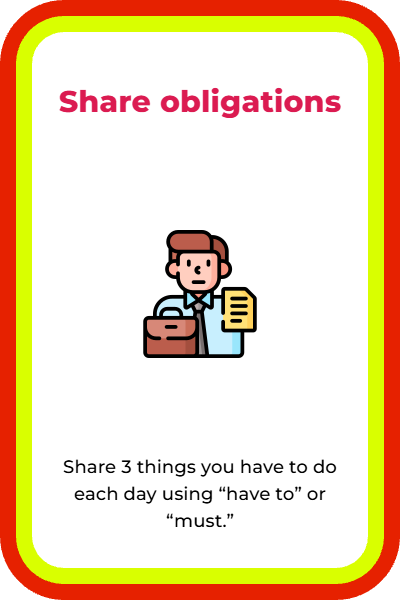 Share obligations
Share 3 things you have to do
each day using “have to” or
“must.”